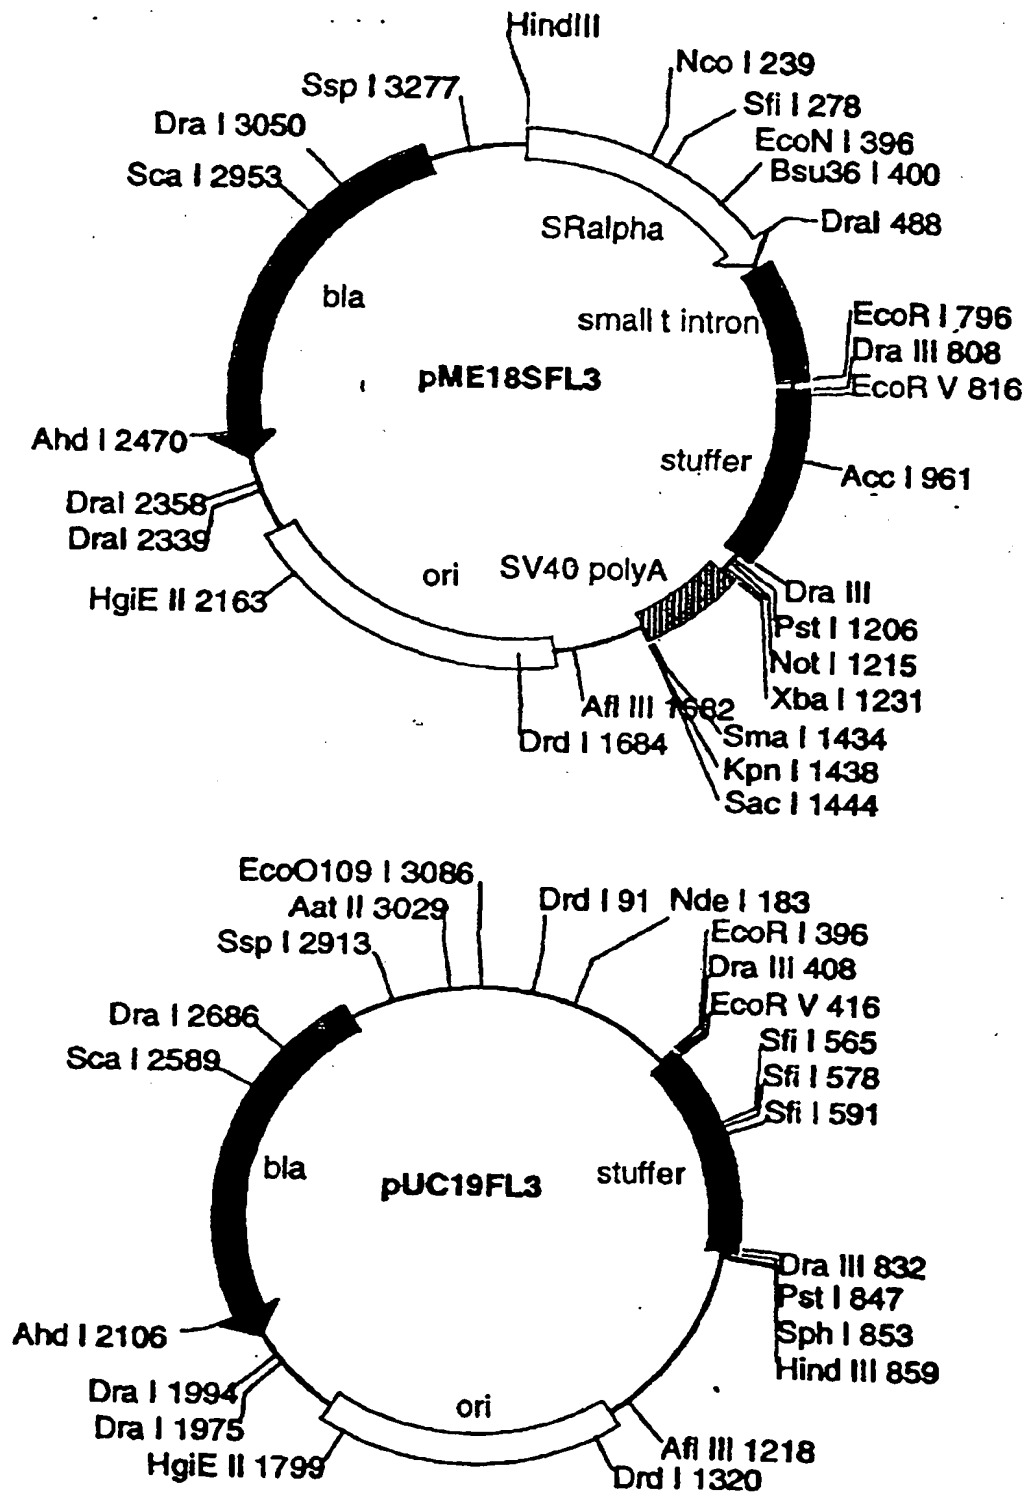 HindIII
Nco I 239
Ssp I 3277
Sfi I 278
Dra I 3050
EcoN I 396
Sca I 2953
Bsu36 I 400
SRalpha
DraI 488
bla
small t intron
EcoR I 796
Dra III 808
pME18SFL3
EcoR V 816
Ahd I 2470
stuffer
Acc I 961
DraI 2358
DraI 2339
ori
SV40 polyA
HgiE II 2163
Dra III
Pst I 1206
Not I 1215
Xba I 1231
Afl III 1682
Drd I 1684
Sma I 1434
Kpn I 1438
Sac I 1444
EcoO109 I 3086
Aat II 3029
Drd I 91
Nde I 183
Ssp I 2913
EcoR I 396
Dra III 408
EcoR V 416
Dra I 2686
Sca I 2589
Sfi I 565
Sfi I 578
Sfi I 591
bla
pUC19FL3
stuffer
Dra III 832
Pst I 847
Sph I 853
Hind III 859
Ahd I 2106
Dra I 1994
Dra I 1975
ori
HgiE II 1799
Afl III 1218
Drd I 1320